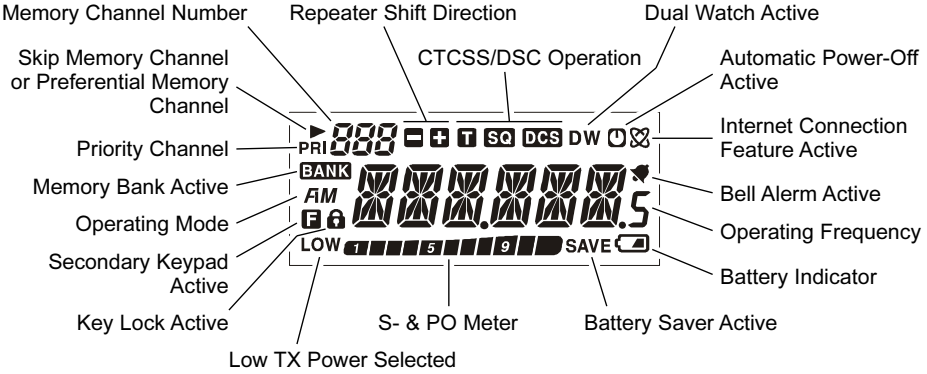 Memory Channel Number
Repeater Shift Direction
Dual Watch Active
Skip Memory Channel
or Preferential Memory
Channel
CTCSS/DSC Operation
Automatic Power-Off
Active
Priority Channel
Internet Connection
Feature Active
Memory Bank Active
Bell Alerm Active
Operating Mode
Operating Frequency
Secondary Keypad
Active
Battery Indicator
Key Lock Active
S- & PO Meter
Battery Saver Active
Low TX Power Selected
PRI 888 - + T SQ DCS DW
BANK
F
.5
LOW 1 5 9 SAVE